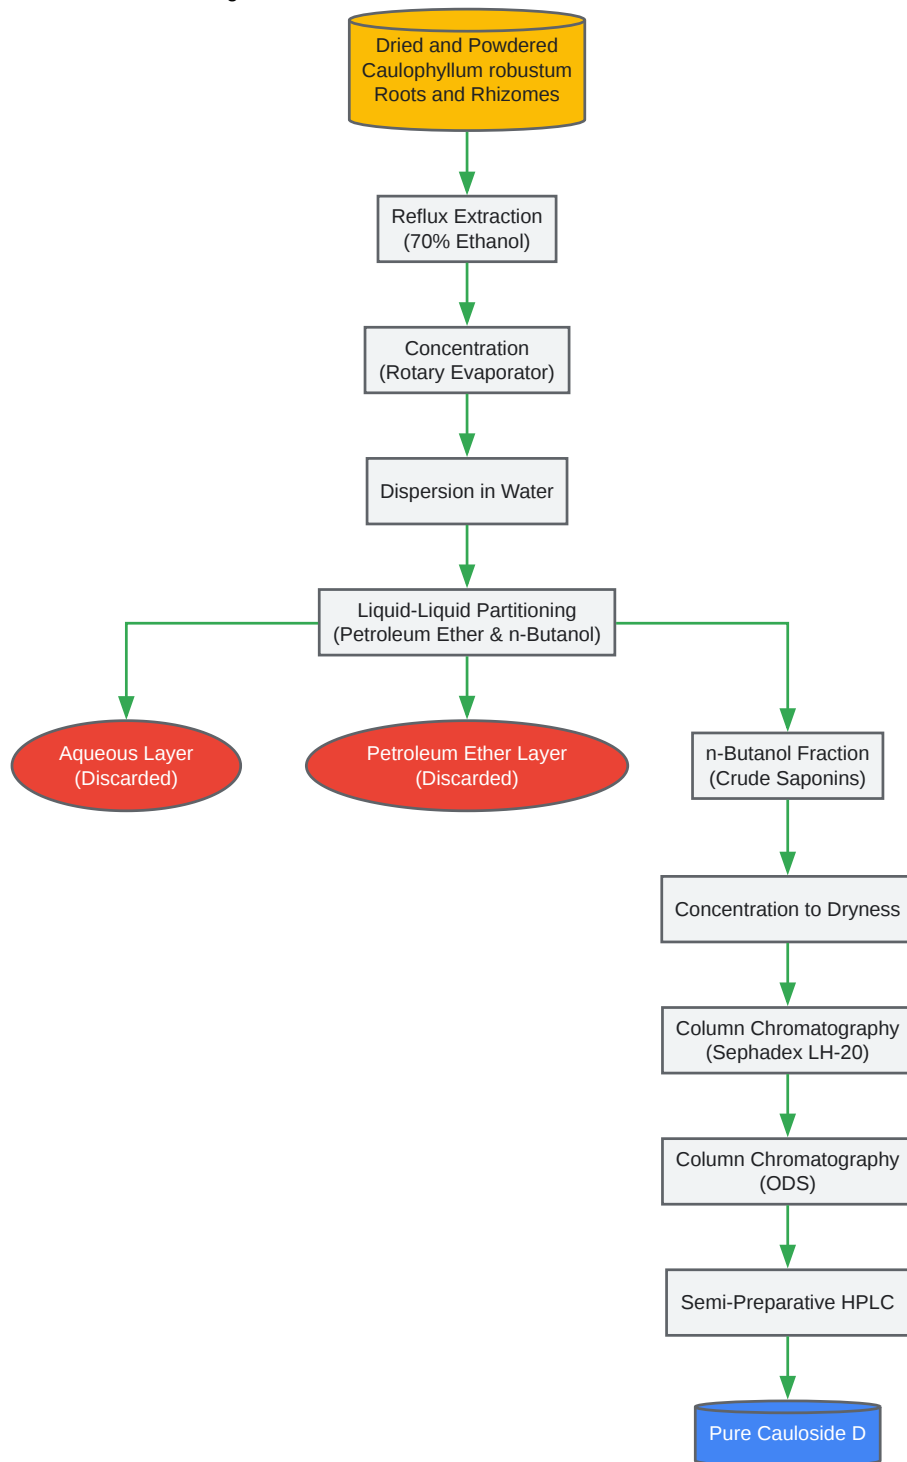 Dried and Powdered
Caulophyllum robustum
Roots and Rhizomes
Reflux Extraction
(70% Ethanol)
Concentration
(Rotary Evaporator)
Dispersion in Water
Liquid-Liquid Partitioning
(Petroleum Ether & n-Butanol)
Aqueous Layer
(Discarded)
Petroleum Ether Layer
(Discarded)
n-Butanol Fraction
(Crude Saponins)
Concentration to Dryness
Column Chromatography
(Sephadex LH-20)
Column Chromatography
(ODS)
Semi-Preparative HPLC
Pure Cauloside D